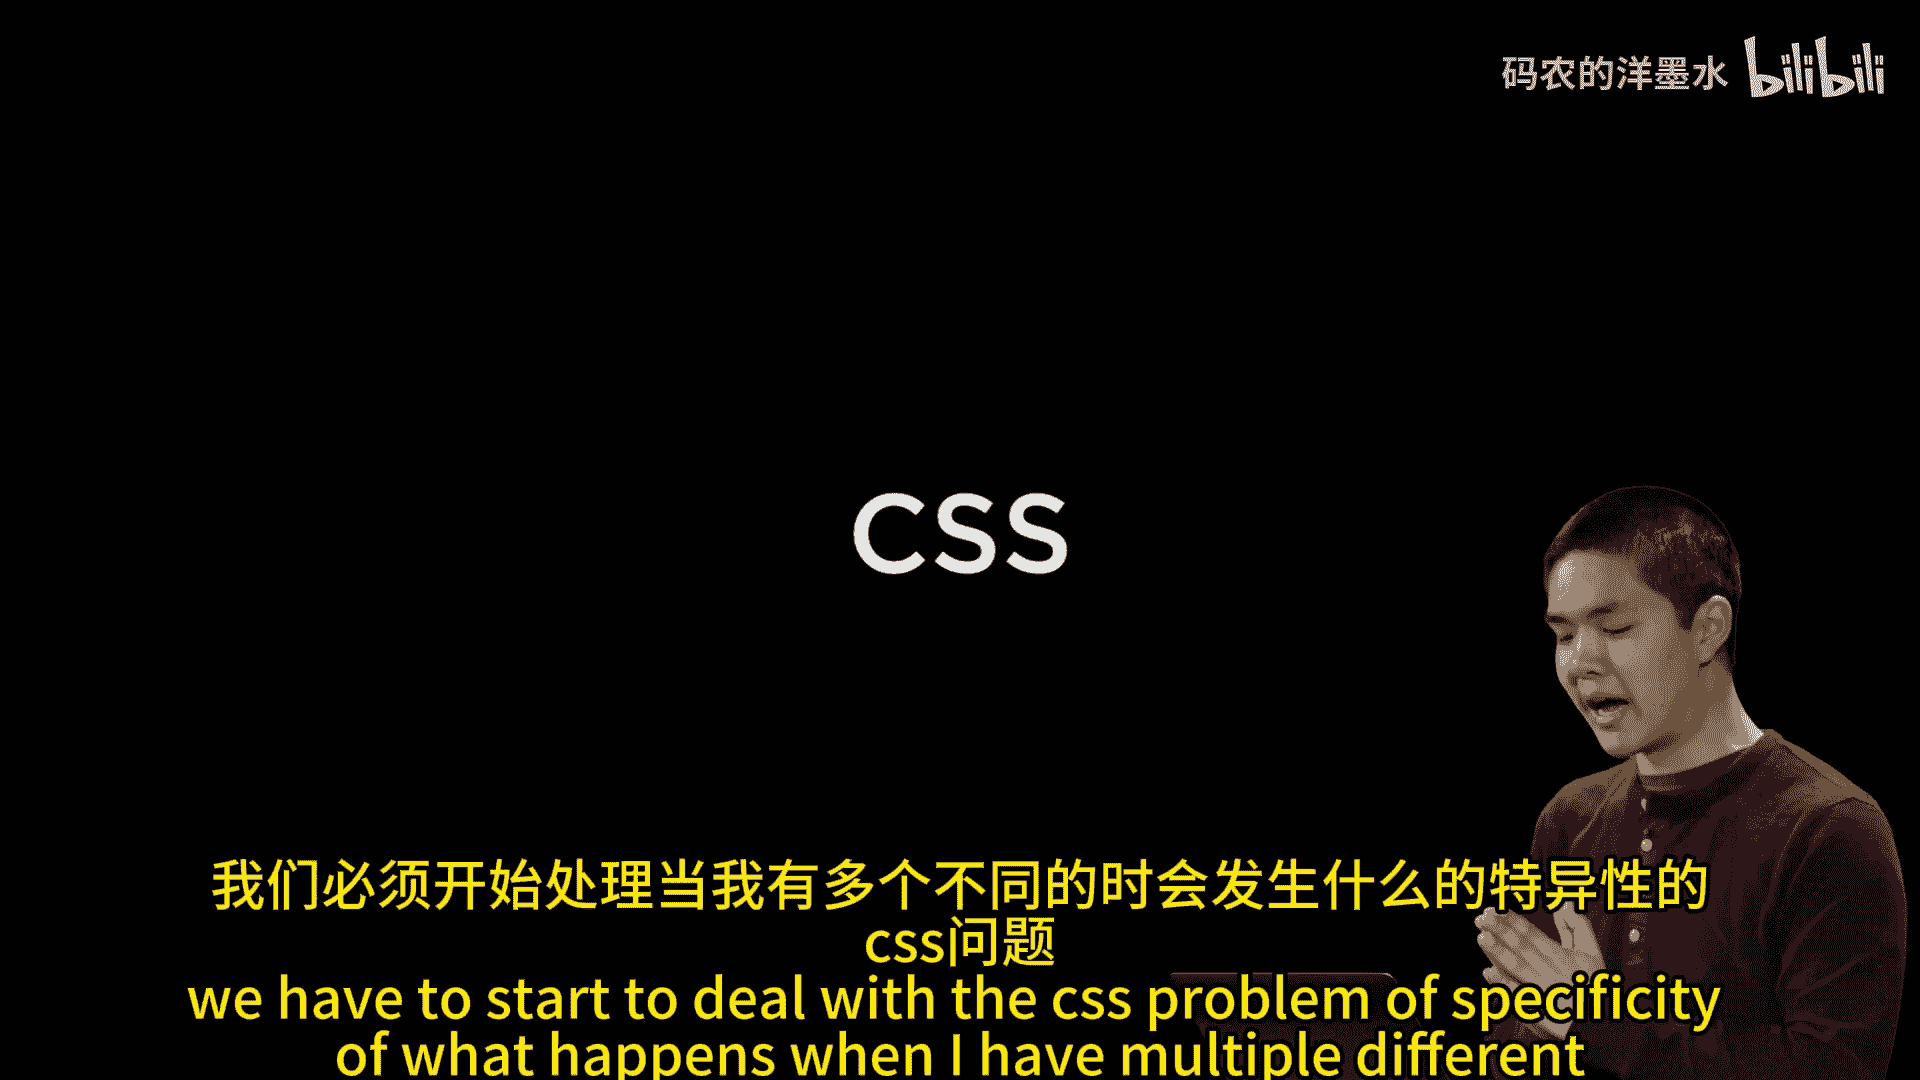 码农的洋墨水 bilibili
CSS
我们必须开始处理当我有多个不同的时会发生什么的特异性的
css问题
we have to start to deal with the css problem of specificity
of what happens when I have multiple different